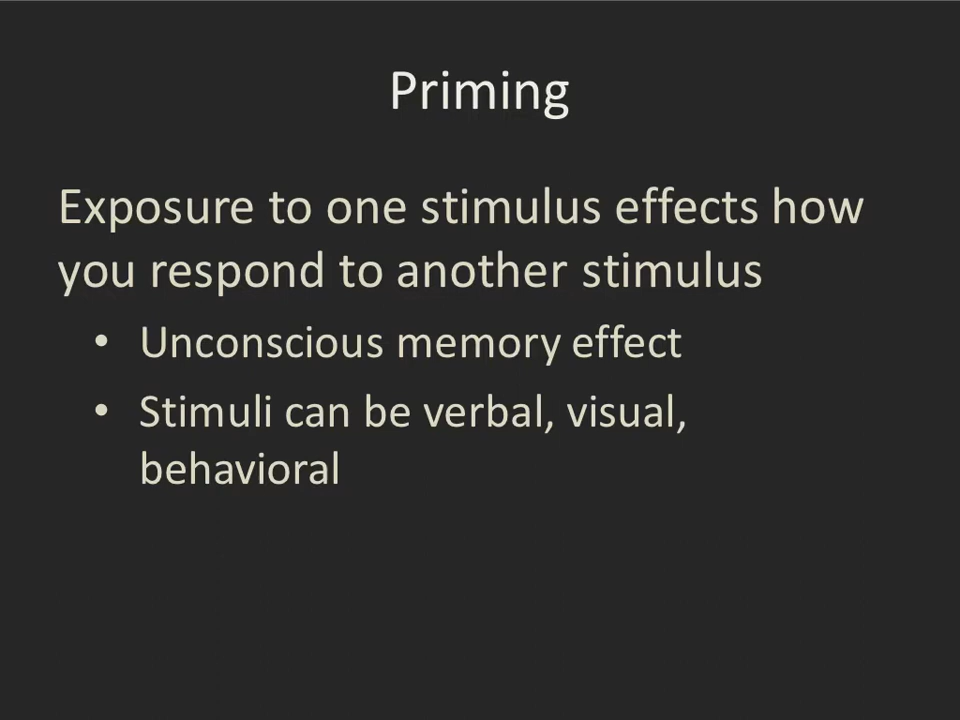 Priming
Exposure to one stimulus effects how
you respond to another stimulus
• Unconscious memory effect
• Stimuli can be verbal, visual,
behavioral